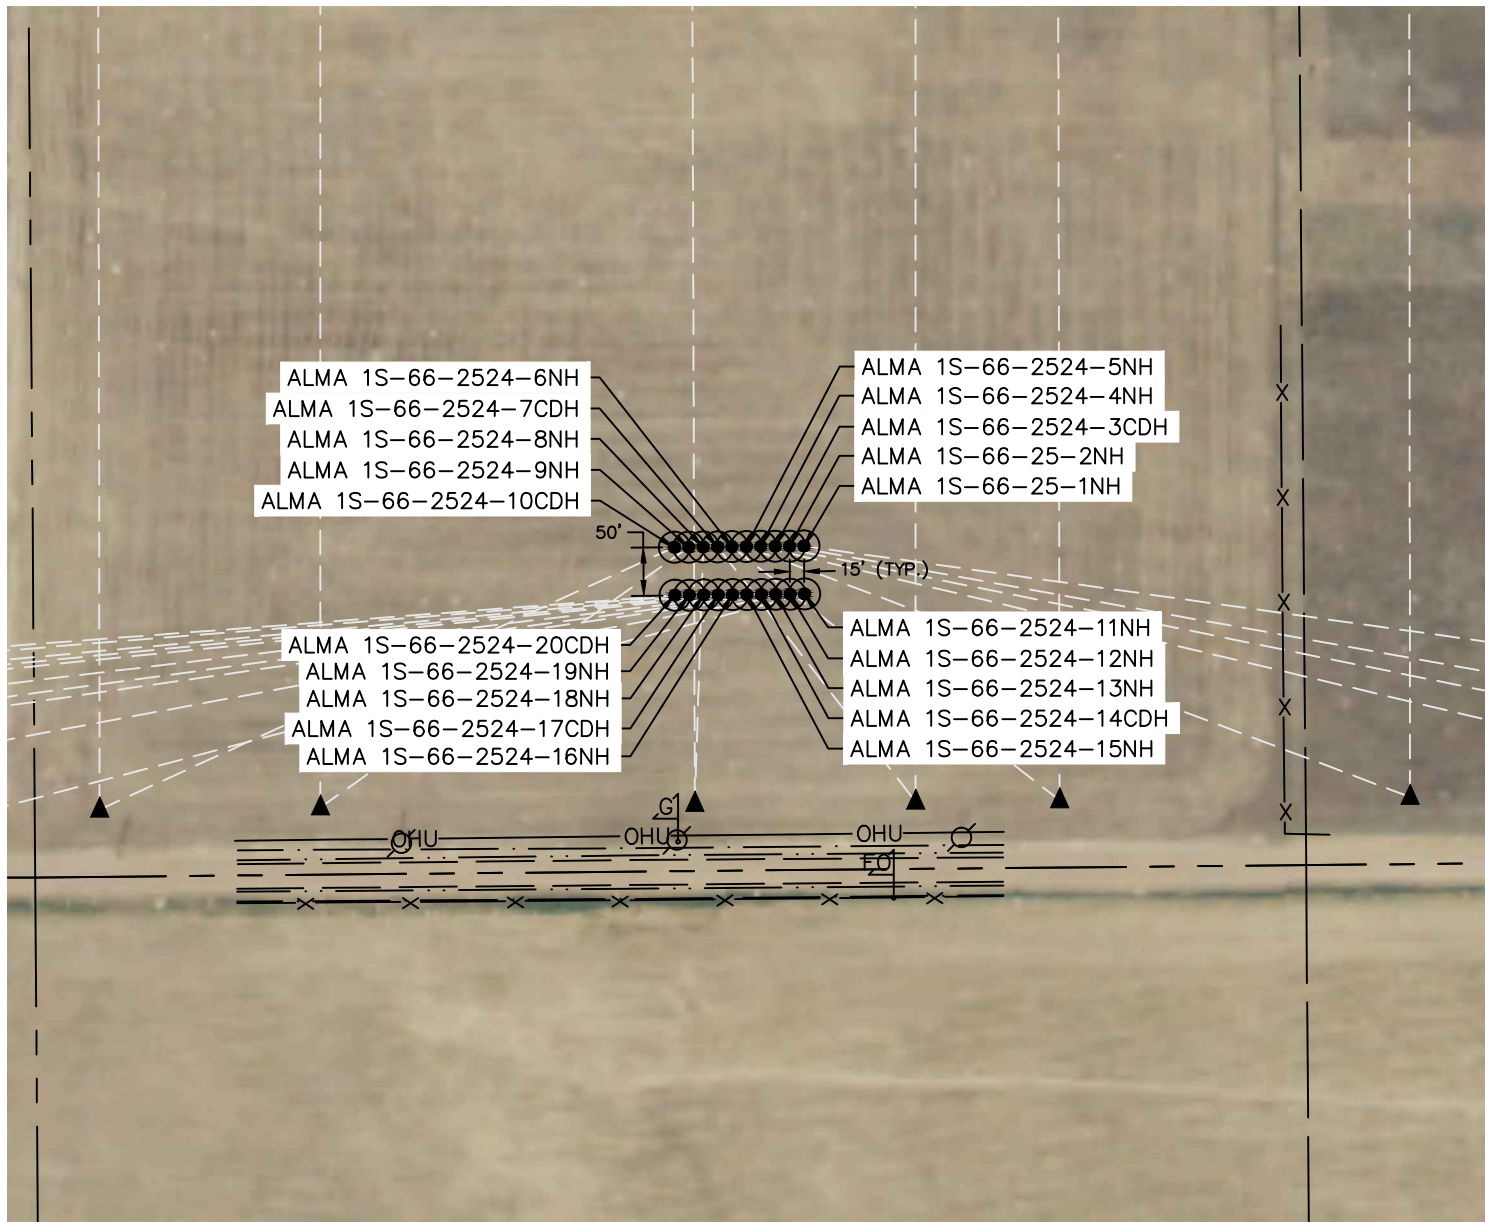 ALMA 1S-66-2524-6NH
ALMA 1S-66-2524-7CDH
ALMA 1S-66-2524-8NH
ALMA 1S-66-2524-9NH
ALMA 1S-66-2524-10CDH
ALMA 1S-66-2524-5NH
ALMA 1S-66-2524-4NH
ALMA 1S-66-2524-3CDH
ALMA 1S-66-25-2NH
ALMA 1S-66-25-1NH
50'
15' (TYP.)
ALMA 1S-66-2524-20CDH
ALMA 1S-66-2524-19NH
ALMA 1S-66-2524-18NH
ALMA 1S-66-2524-17CDH
ALMA 1S-66-2524-16NH
ALMA 1S-66-2524-11NH
ALMA 1S-66-2524-12NH
ALMA 1S-66-2524-13NH
ALMA 1S-66-2524-14CDH
ALMA 1S-66-2524-15NH
G
OHU
OHU
OHU
FO